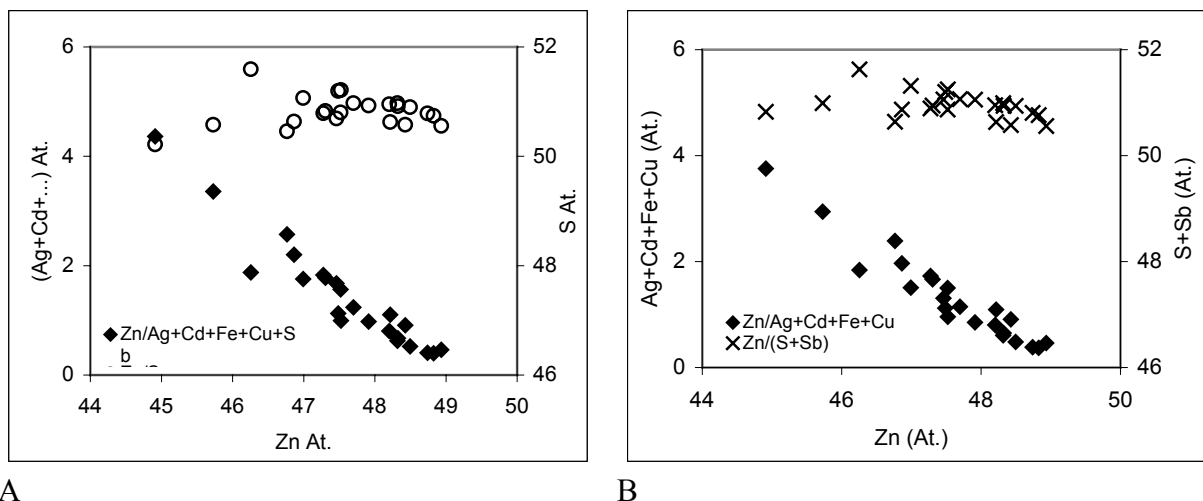 6
4
2
0
52
50
48
46
44 45 46 47 48 49 50
(Ag+Cd+...) At.
S At.
Zn At.
Zn/Ag+Cd+Fe+Cu+S
b
A
6
4
2
0
52
50
48
46
44 46 48 50
Ag+Cd+Fe+Cu (At.)
S+Sb (At.)
Zn (At.)
Zn/Ag+Cd+Fe+Cu
Zn/(S+Sb)
B